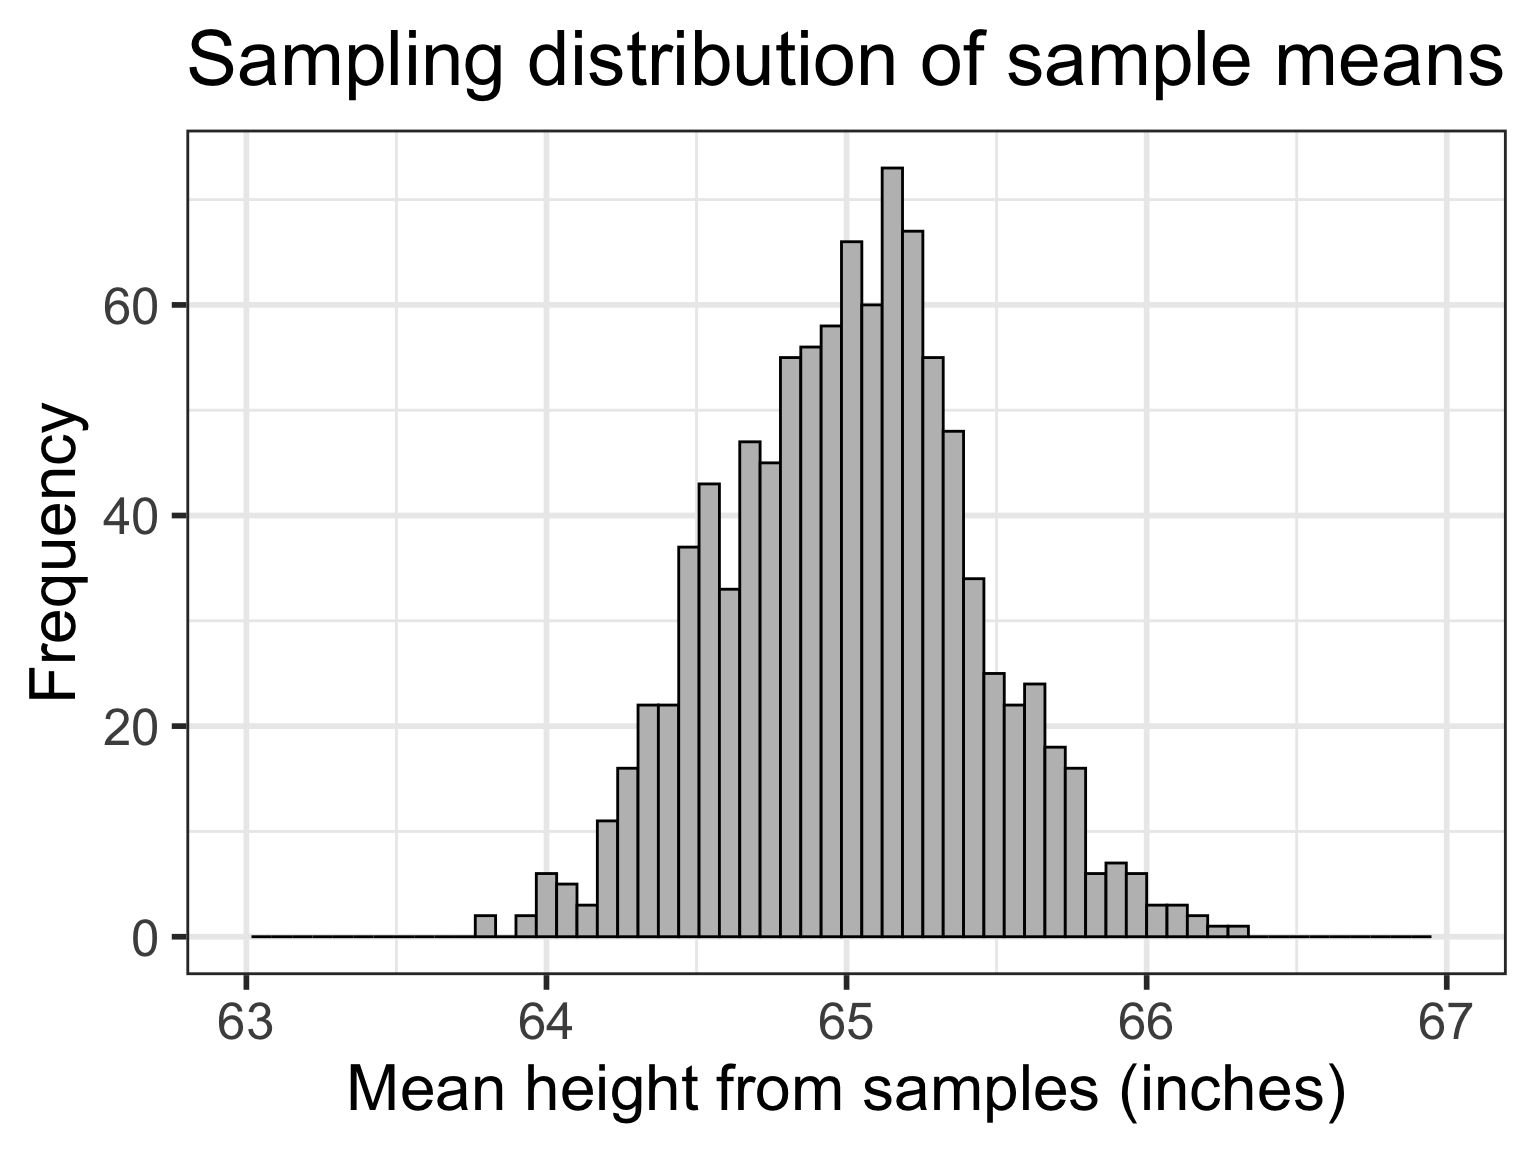 Sampling distribution of sample means
Frequency
60
40
20
0
63 64 65 66 67
Mean height from samples (inches)